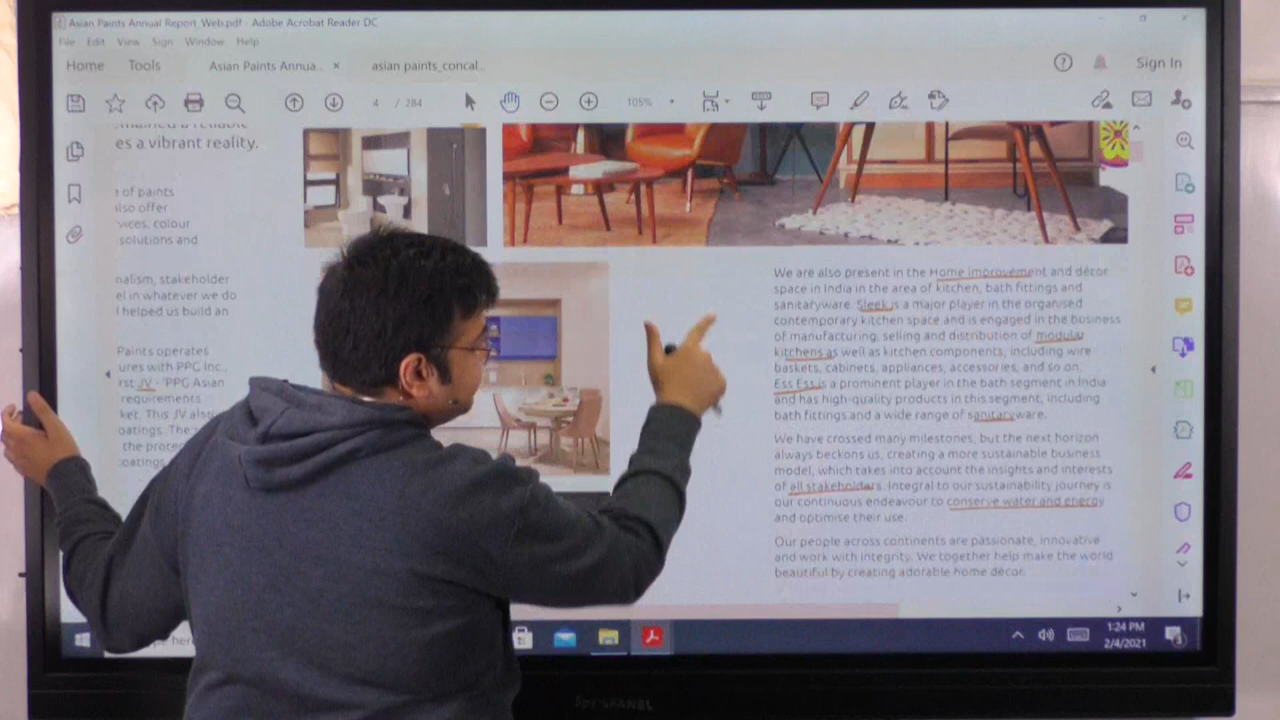 Asian Paints Annual Report_Web.pdf - Adobe Acrobat Reader DC
File Edit View Sign Window Help
Home Tools Asian Paints Annua... × asian paints_concal... Sign In
4 / 284 105%
es a vibrant reality.
of paints
also offer
vices, colour
solutions and
nalism, stakeholder
el in whatever we do
helped us build an
Paints operates
ures with PPG Inc.,
rst JV - 'PPG Asian
requirements
ket. This JV also
oatings. The
the protec
coatings
We are also present in the Home improvement and décor
space in India in the area of kitchen, bath fittings and
sanitaryware. Sleek is a major player in the organised
contemporary kitchen space and is engaged in the business
of manufacturing, selling and distribution of modular
kitchens as well as kitchen components, including wire
baskets, cabinets, appliances, accessories, and so on.
Ess Ess is a prominent player in the bath segment in India
and has high-quality products in this segment, including
bath fittings and a wide range of sanitaryware.
We have crossed many milestones, but the next horizon
always beckons us, creating a more sustainable business
model, which takes into account the insights and interests
of all stakeholders. Integral to our sustainability journey is
our continuous endeavour to conserve water and energy
and optimise their use.
Our people across continents are passionate, innovative
and work with integrity. We together help make the world
beautiful by creating adorable home décor.
1:24 PM
2/4/2021